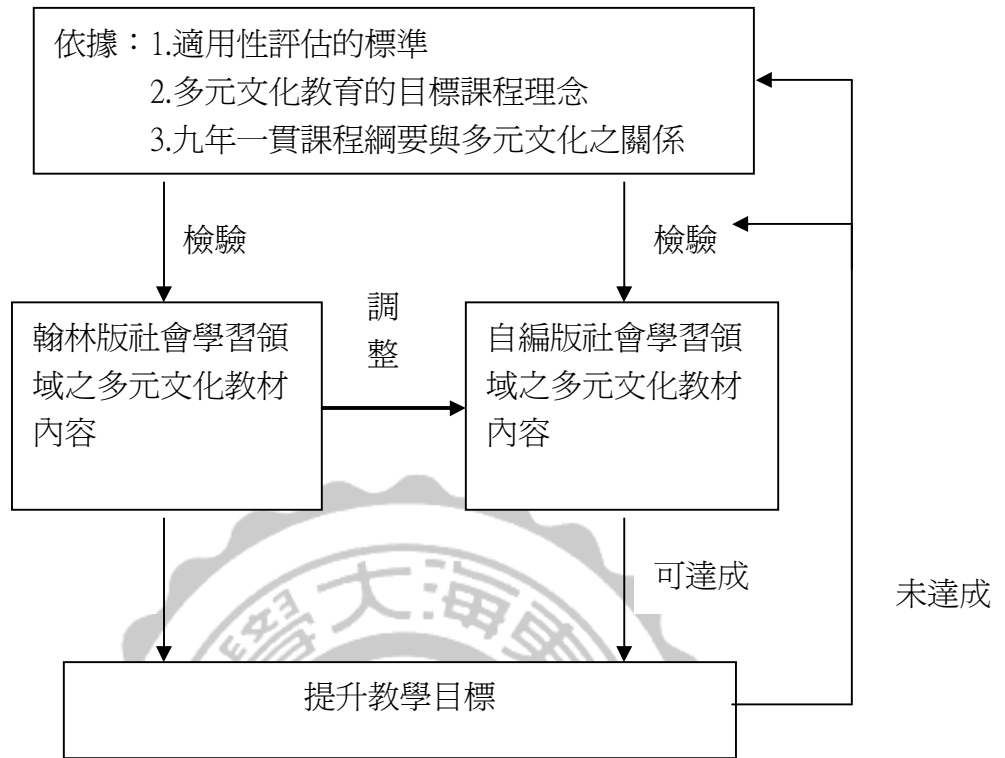 依據：1.適用性評估的標準
2.多元文化教育的目標課程理念
3.九年一貫課程綱要與多元文化之關係
檢驗
檢驗
調
整
翰林版社會學習領
域之多元文化教材
內容
自編版社會學習領
域之多元文化教材
內容
可達成
未達成
學大海東
提升教學目標